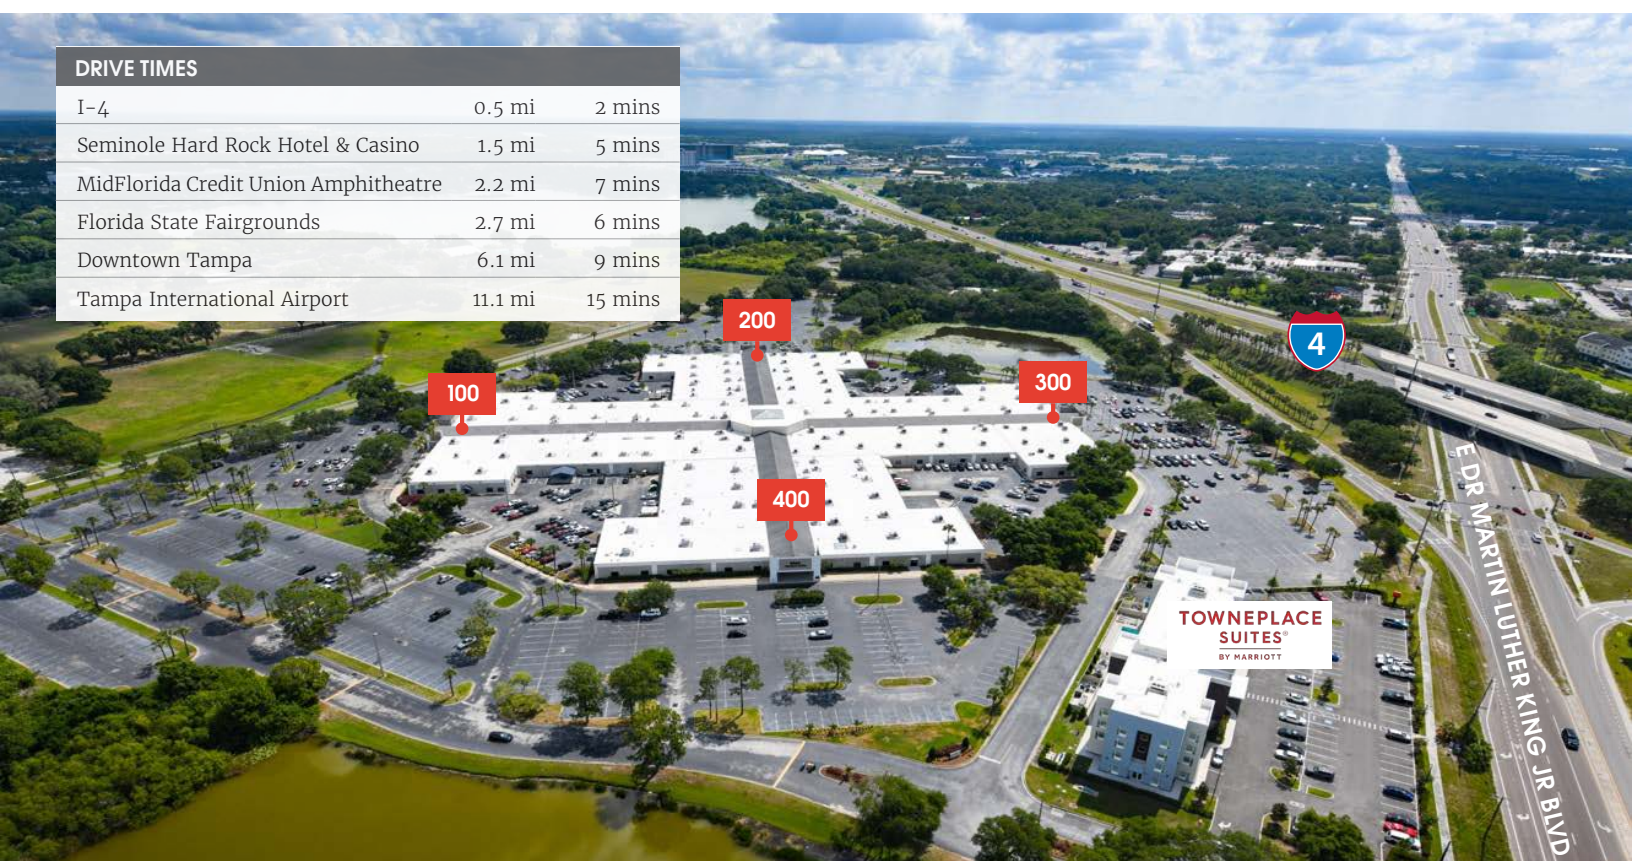 DRIVE TIMES
I-4 0.5 mi 2 mins
Seminole Hard Rock Hotel & Casino 1.5 mi 5 mins
MidFlorida Credit Union Amphitheatre 2.2 mi 7 mins
Florida State Fairgrounds 2.7 mi 6 mins
Downtown Tampa 6.1 mi 9 mins
Tampa International Airport 11.1 mi 15 mins
200
4
300
100
400
E DR MARTIN LUTHER KING JR BLVD
TOWNEPLACE
SUITES®
BY MARRIOTT